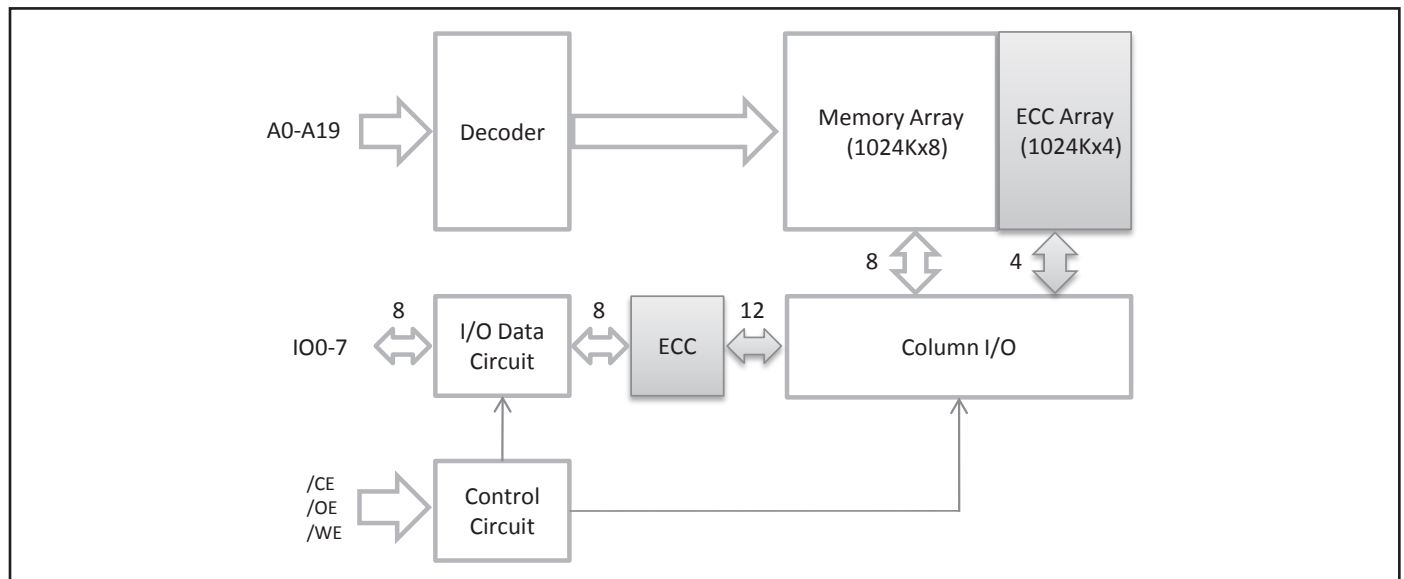 A0-A19
Decoder
Memory Array
(1024Kx8)
ECC Array
(1024Kx4)
8
4
IO0-7
8
I/O Data
Circuit
8
ECC
12
Column I/O
/CE
/OE
/WE
Control
Circuit